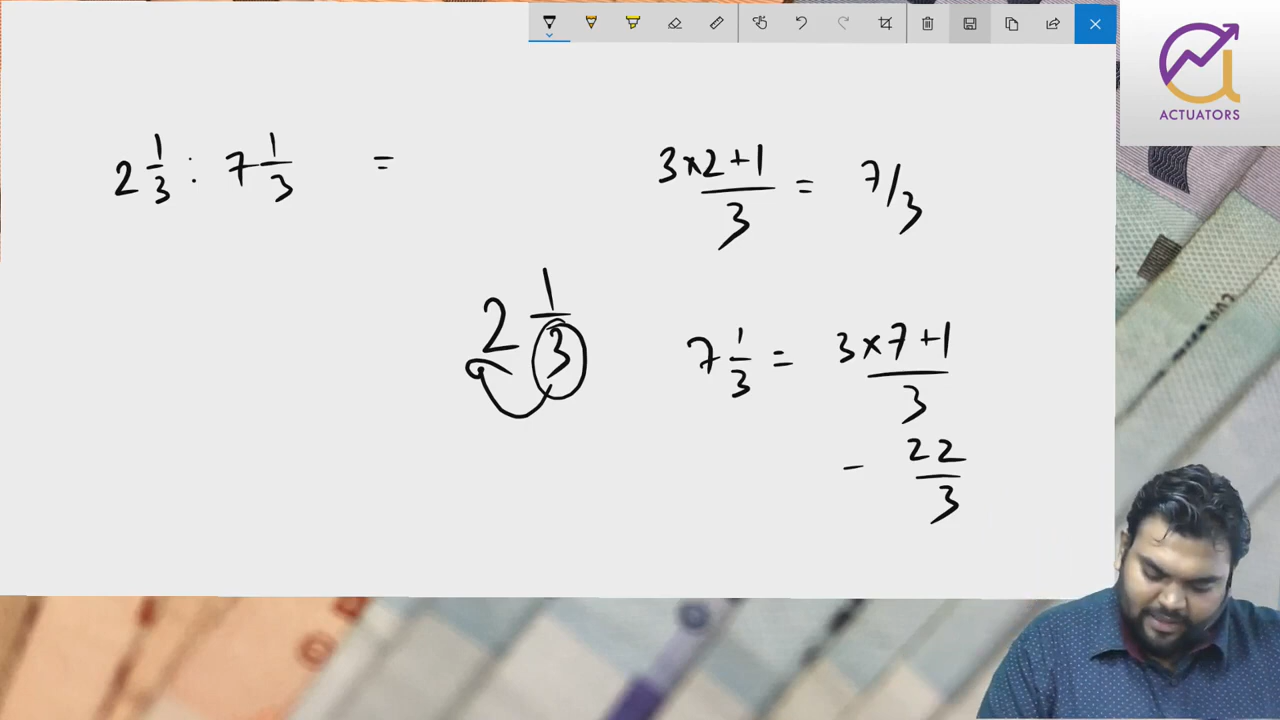 ACTUATORS
2 1/3 : 7 1/3 =
3×2+1/3 = 7/3
2 1/3
7 1/3 = 3×7+1/3
- 22/3